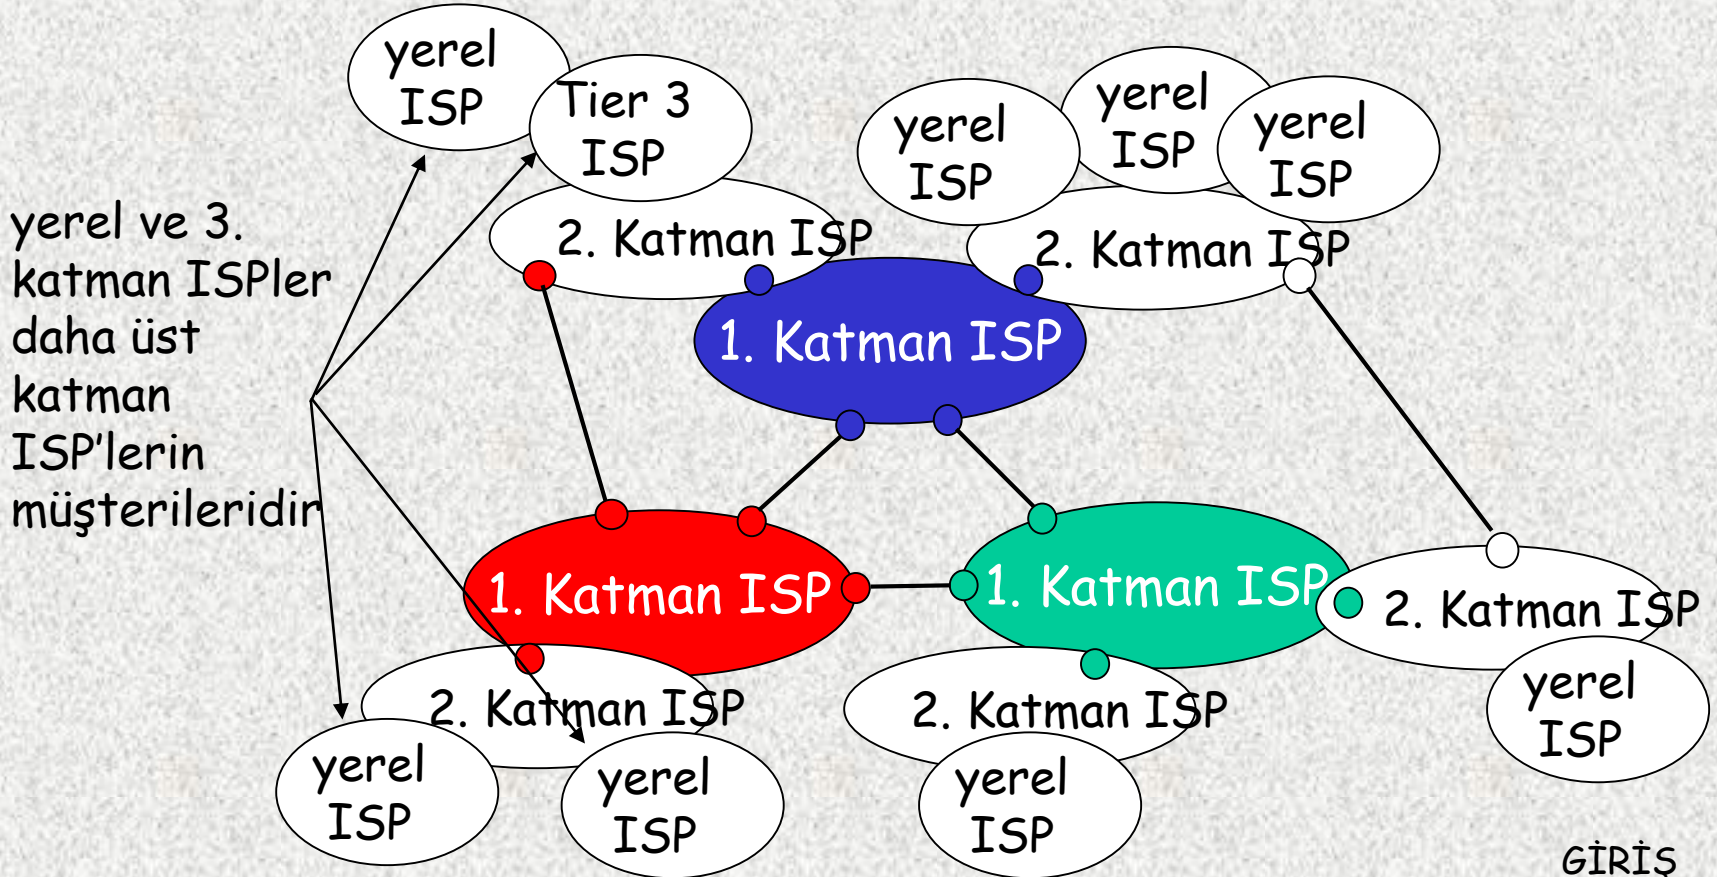 yerel
ISP
Tier 3
ISP
yerel
ISP
yerel
ISP
yerel
ISP
yerel ve 3.
katman ISPler
daha üst
katman
ISP'lerin
müşterileridir
2. Katman ISP
2. Katman ISP
1. Katman ISP
1. Katman ISP
1. Katman ISP
2. Katman ISP
2. Katman ISP
2. Katman ISP
yerel
ISP
yerel
ISP
yerel
ISP
yerel
ISP
GİRİŞ